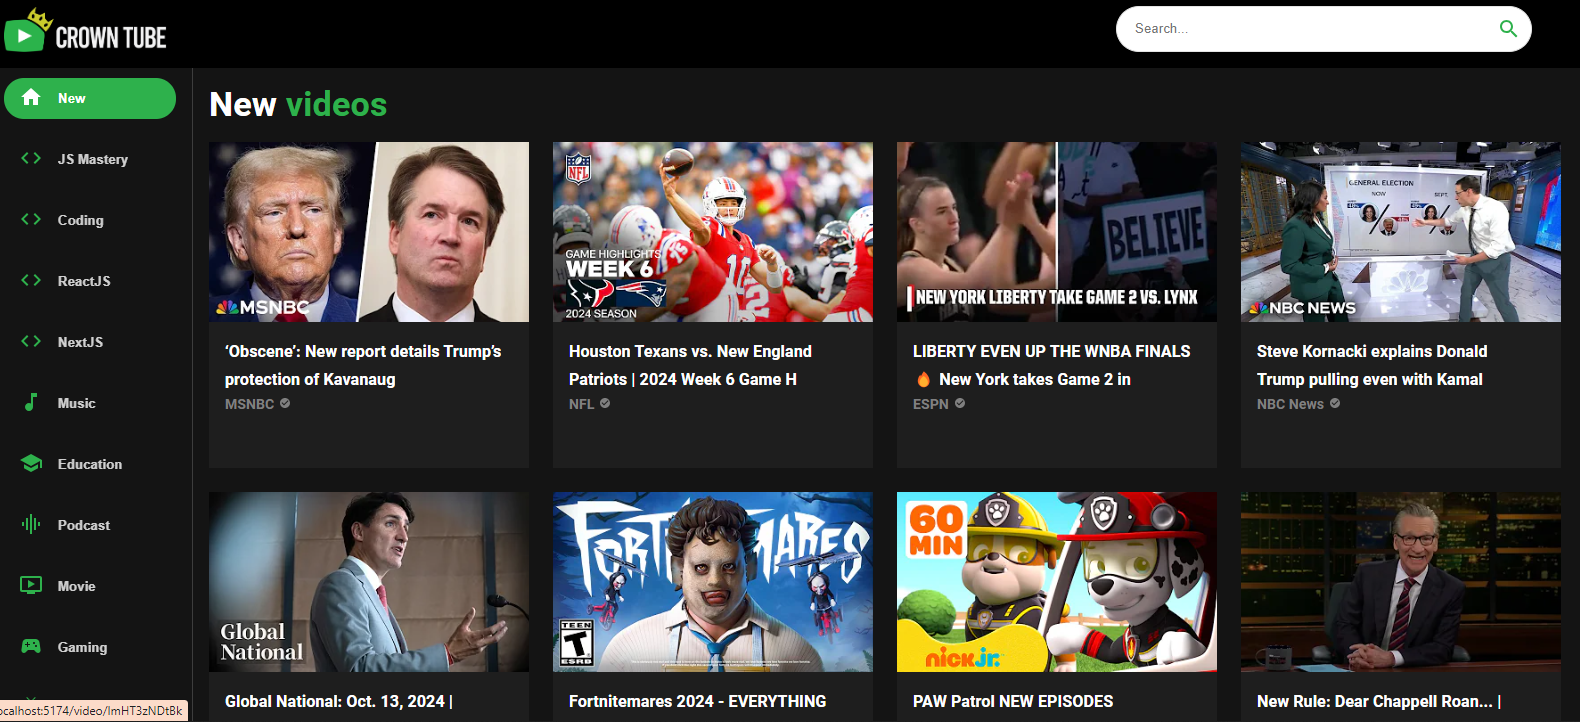 CROWN TUBE
Search...
New
JS Mastery
Coding
ReactJS
NextJS
Music
Education
Podcast
Movie
Gaming
ocalhost:5174/video/lmHT3zNDtBk
New videos
MSNBC
‘Obscene’: New report details Trump’s
protection of Kavanaug
MSNBC
NFL
GAME HIGHLIGHTS
WEEK 6
2024 SEASON
Houston Texans vs. New England
Patriots | 2024 Week 6 Game H
NFL
BELIEVE
NEW YORK LIBERTY TAKE GAME 2 VS. LYNX
LIBERTY EVEN UP THE WNBA FINALS
🔥 New York takes Game 2 in
ESPN
GENERAL ELECTION
SEPT.
48%
48%
NBC NEWS
Steve Kornacki explains Donald
Trump pulling even with Kamal
NBC News
Global
National
Global National: Oct. 13, 2024 |
FORTNITEMARES
TEEN
T
ESRB
Fortnitemares 2024 - EVERYTHING
60
MIN
nick jr.
PAW Patrol NEW EPISODES
New Rule: Dear Chappell Roan... |